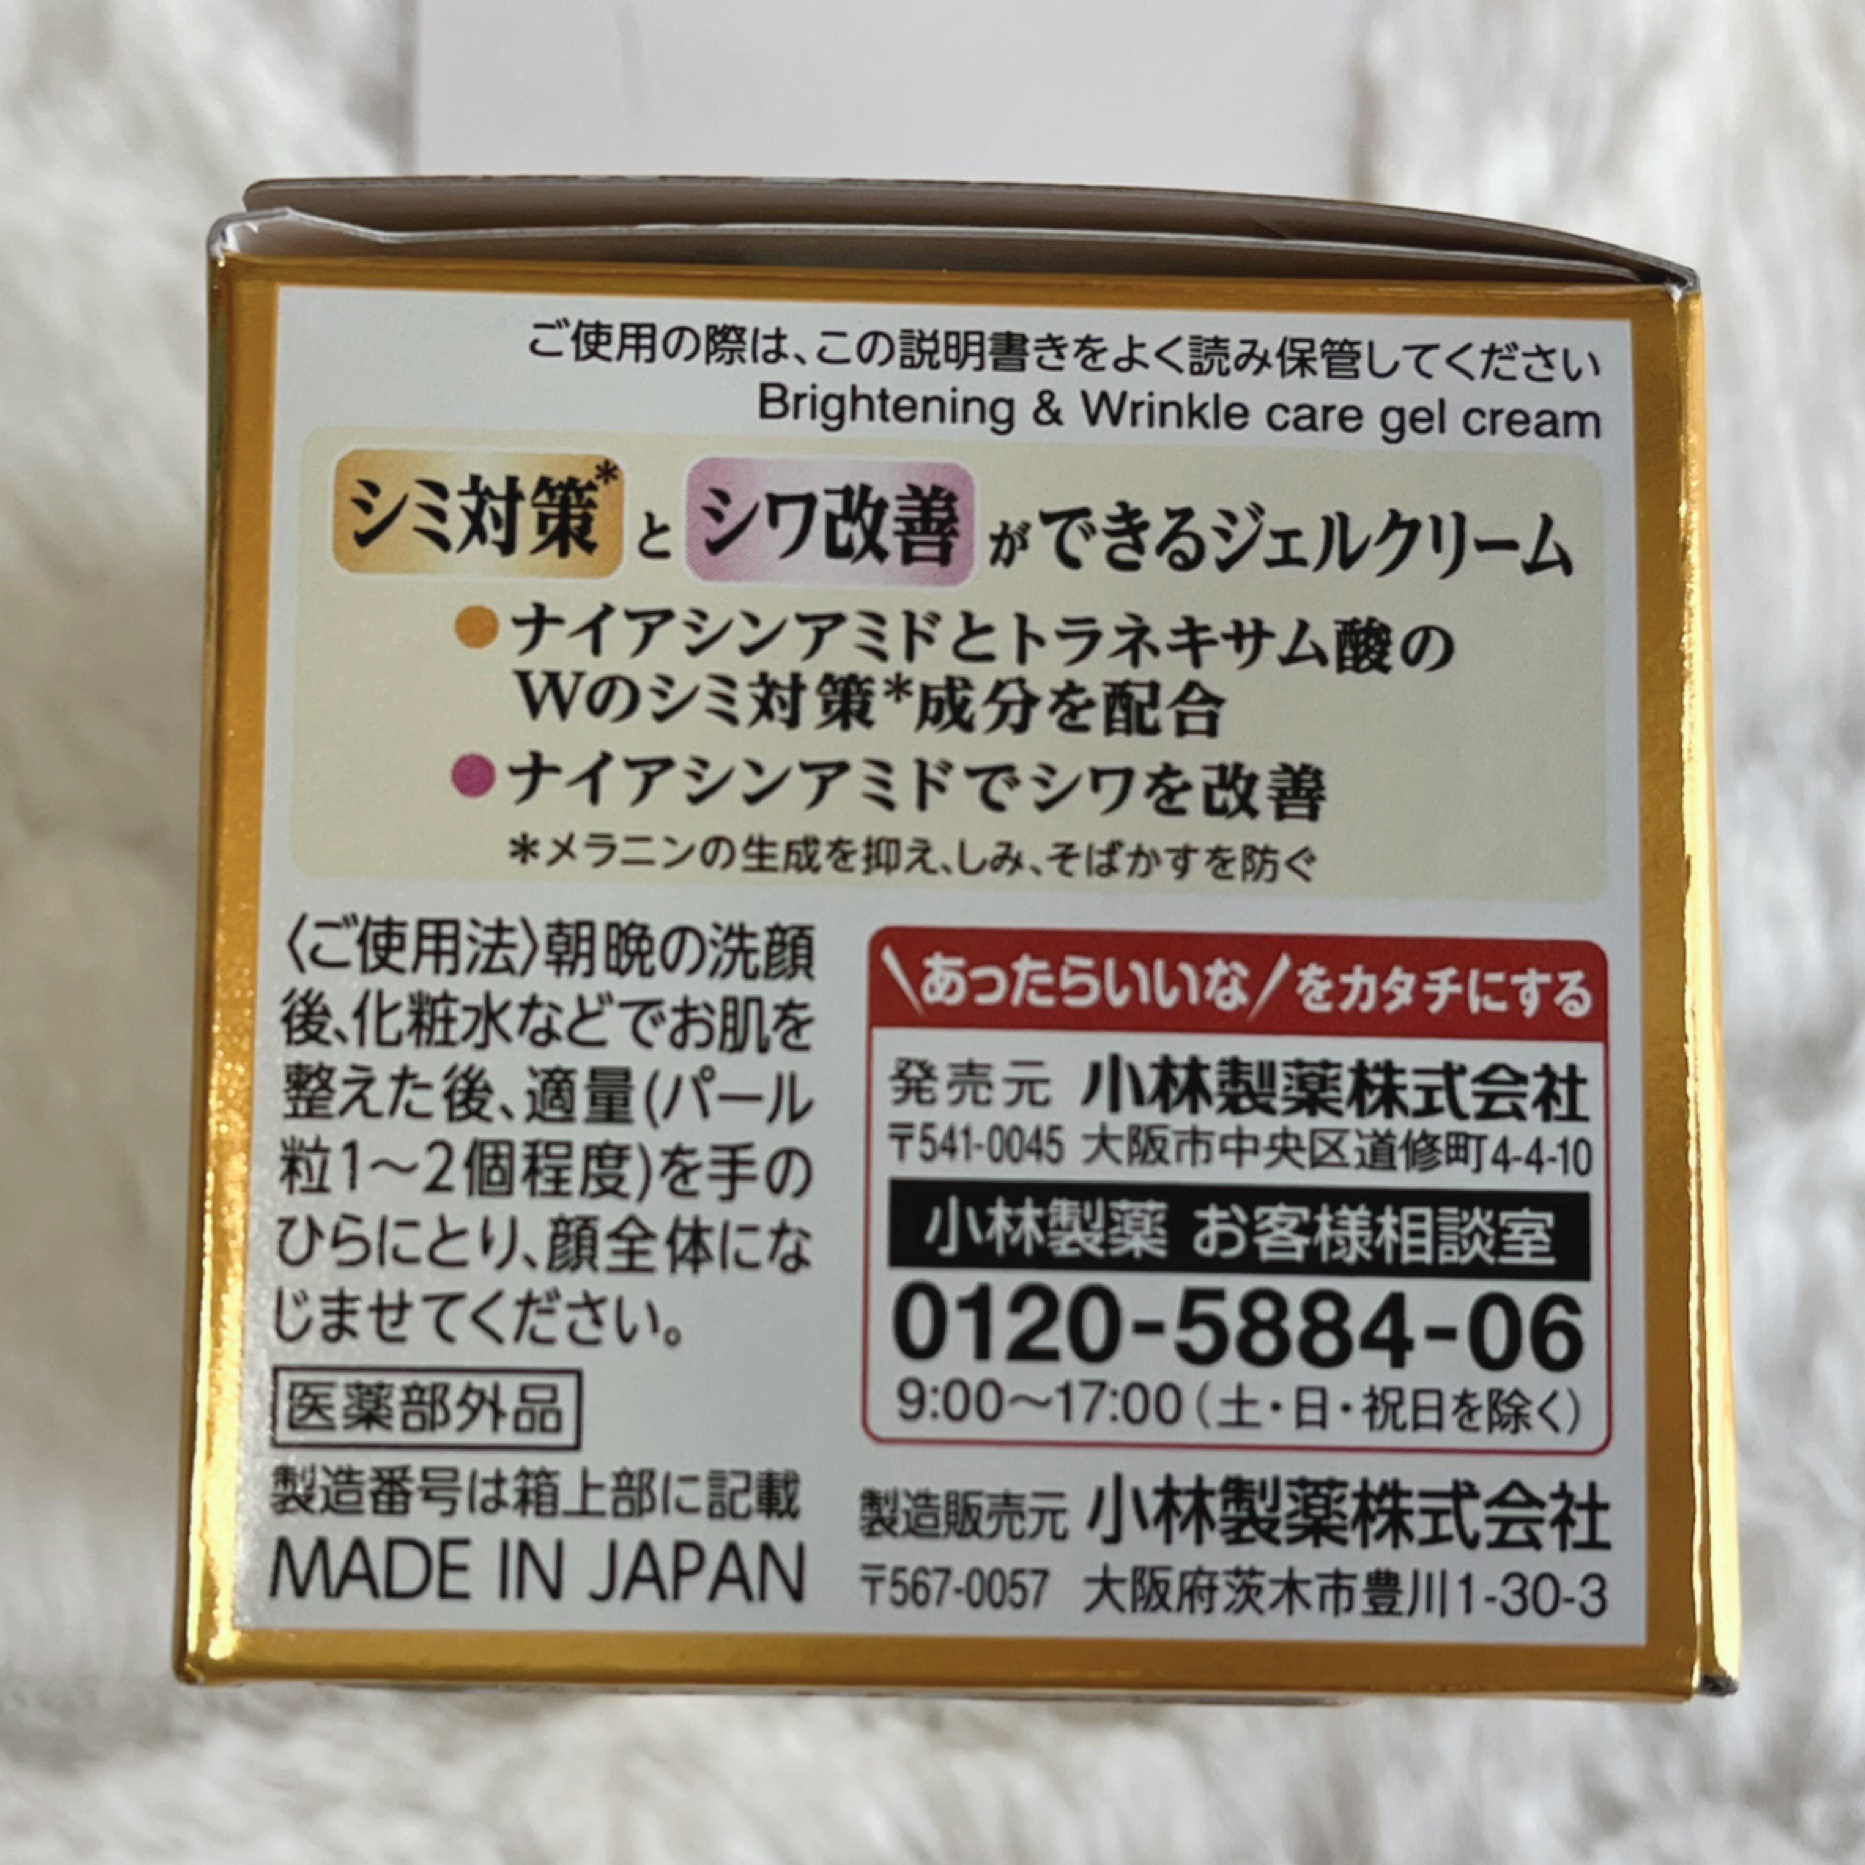 ご使用の際は、この説明書きをよく読み保管してください
Brightening & Wrinkle care gel cream
シミ対策*とシワ改善ができるジェルクリーム
●ナイアシンアミドとトラネキサム酸の
Wのシミ対策*成分を配合
●ナイアシンアミドでシワを改善
*メラニンの生成を抑え、しみ、そばかすを防ぐ
〈ご使用法〉朝晩の洗顔
後、化粧水などでお肌を
整えた後、適量(パール
粒1〜2個程度)を手の
ひらにとり、顔全体にな
じませてください。
医薬部外品
製造番号は箱上部に記載
MADE IN JAPAN
\あったらいいな/をカタチにする
発売元 小林製薬株式会社
〒541-0045 大阪市中央区道修町4-4-10
小林製薬 お客様相談室
0120-5884-06
9:00〜17:00(土・日・祝日を除く)
製造販売元 小林製薬株式会社
〒567-0057 大阪府茨木市豊川1-30-3